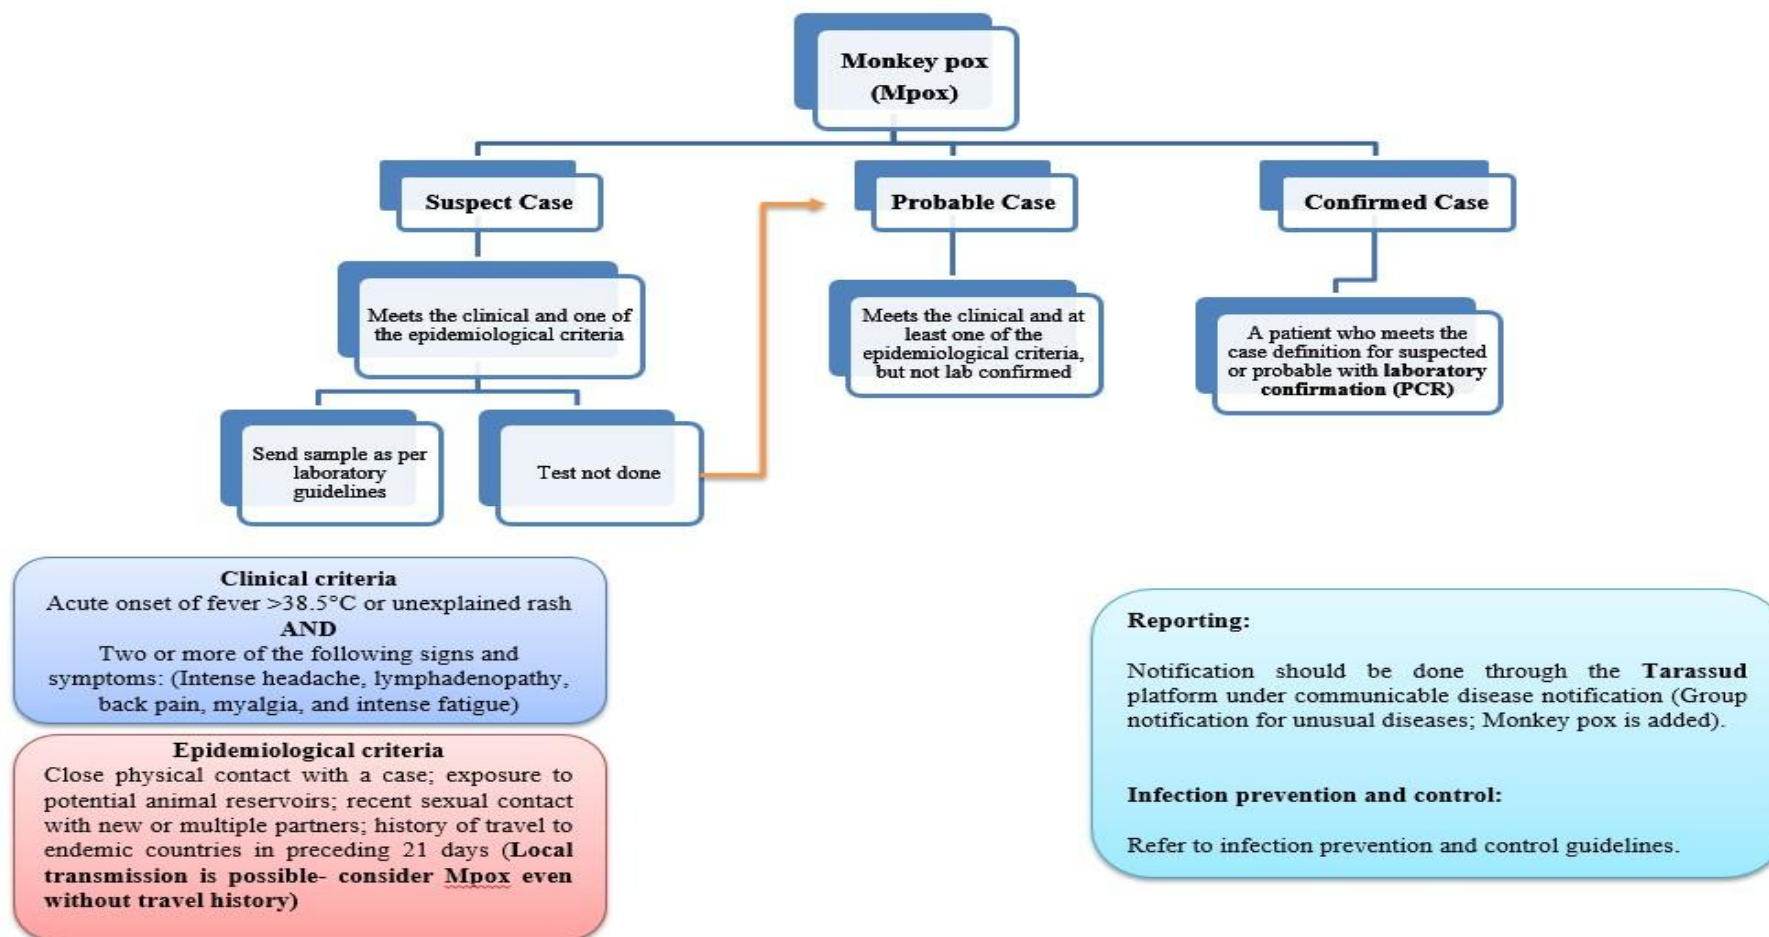 Monkey pox
(Mpox)
Suspect Case
Probable Case
Confirmed Case
Meets the clinical and one of
the epidemiological criteria
Meets the clinical and at
least one of the
epidemiological criteria,
but not lab confirmed
A patient who meets the
case definition for suspected
or probable with laboratory
confirmation (PCR)
Send sample as per
laboratory
guidelines
Test not done
Clinical criteria
Acute onset of fever >38.5°C or unexplained rash
AND
Two or more of the following signs and
symptoms: (Intense headache, lymphadenopathy,
back pain, myalgia, and intense fatigue)
Epidemiological criteria
Close physical contact with a case; exposure to
potential animal reservoirs; recent sexual contact
with new or multiple partners; history of travel to
endemic countries in preceding 21 days (Local
transmission is possible- consider Mpox even
without travel history)
Reporting:
Notification should be done through the Tarassud
platform under communicable disease notification (Group
notification for unusual diseases; Monkey pox is added).
Infection prevention and control:
Refer to infection prevention and control guidelines.